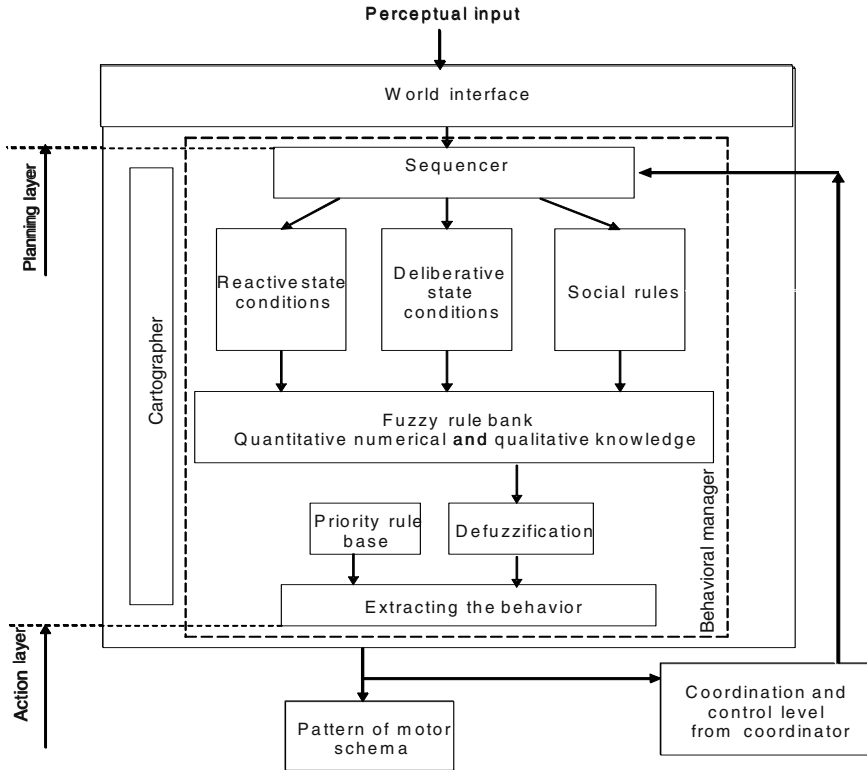 Perceptual input
World interface
Planning layer
Sequencer
Reactive state
conditions
Deliberative
state
conditions
Social rules
Cartographer
Fuzzy rule bank
Quantitative numerical and qualitative knowledge
Priority rule
base
Defuzzification
Behavioral manager
Extracting the behavior
Action layer
Pattern of motor
schema
Coordination and
control level
from coordinator